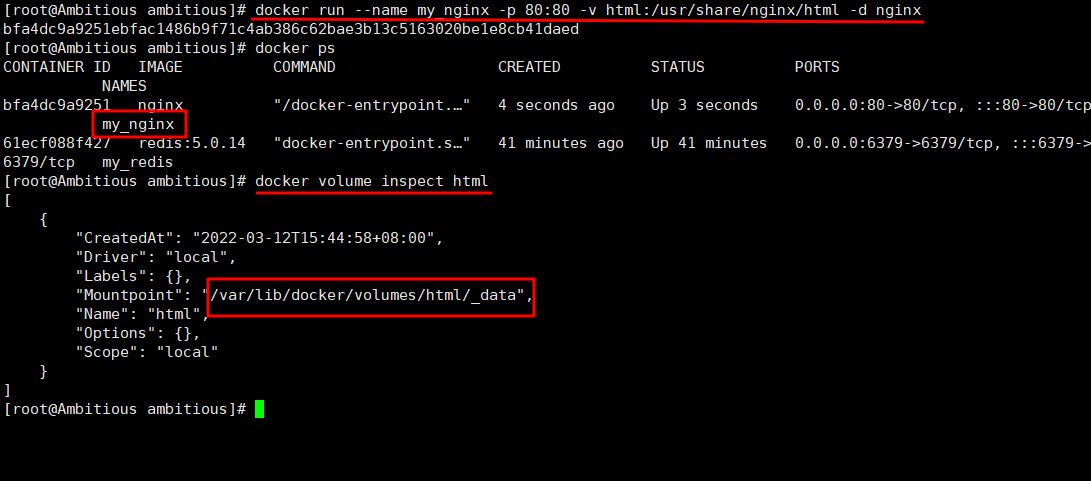 [root@Ambitious ambitious]# docker run --name my_nginx -p 80:80 -v html:/usr/share/nginx/html -d nginx
bfa4dc9a9251ebfac1486b9f71c4ab386c62bae3b13c5163020be1e8cb41daed
[root@Ambitious ambitious]# docker ps
CONTAINER ID   IMAGE          COMMAND                  CREATED          STATUS          PORTS
           NAMES
bfa4dc9a9251   nginx          "/docker-entrypoint.…"   4 seconds ago    Up 3 seconds    0.0.0.0:80->80/tcp, :::80->80/tcp
           my_nginx
61ecf088f427   redis:5.0.14   "docker-entrypoint.s…"   41 minutes ago   Up 41 minutes   0.0.0.0:6379->6379/tcp, :::6379->
6379/tcp   my_redis
[root@Ambitious ambitious]# docker volume inspect html
[
    {
        "CreatedAt": "2022-03-12T15:44:58+08:00",
        "Driver": "local",
        "Labels": {},
        "Mountpoint": "/var/lib/docker/volumes/html/_data",
        "Name": "html",
        "Options": {},
        "Scope": "local"
    }
]
[root@Ambitious ambitious]#